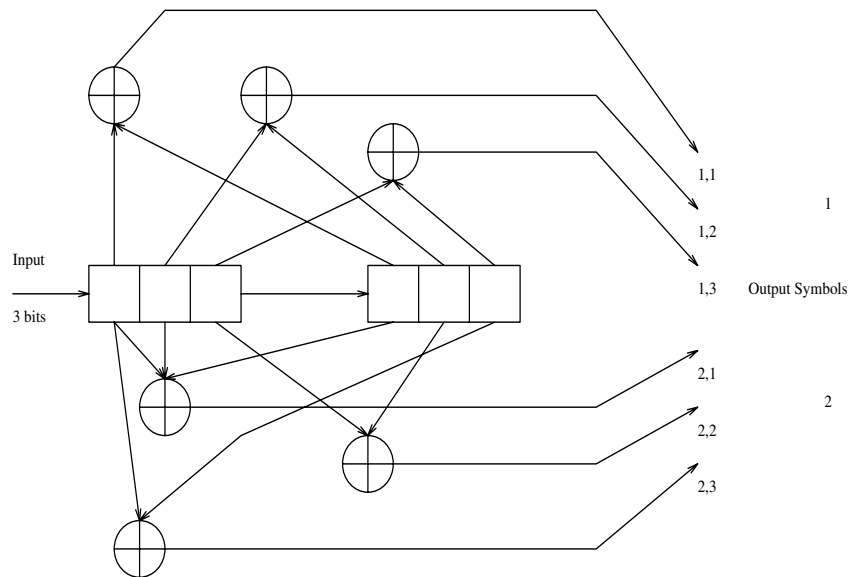 1,1
1
1,2
Input
1,3 Output Symbols
3 bits
2,1
2
2,2
2,3